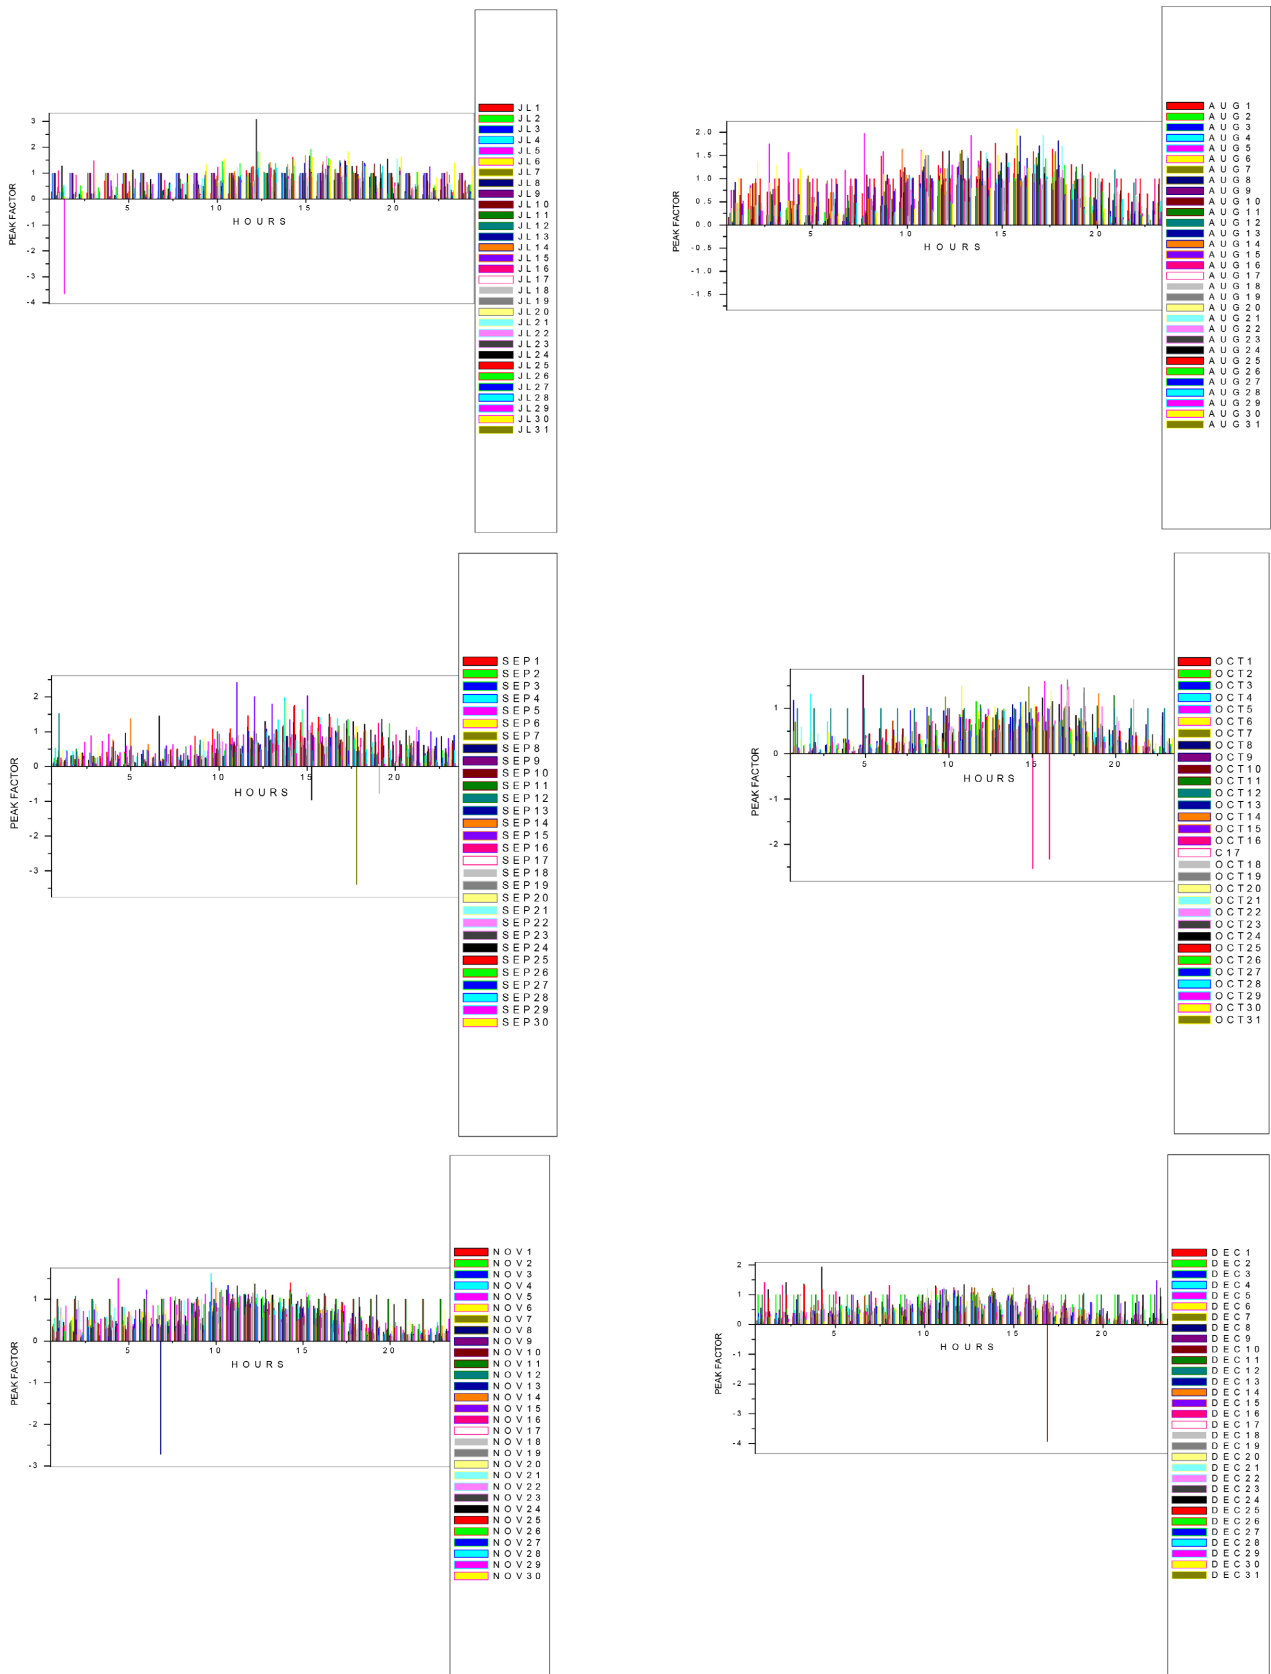 3
2
1
0
-1
-2
-3
-4
PEAK FACTOR
5
10
15
20
HOURS
JL1
JL2
JL3
JL4
JL5
JL6
JL7
JL8
JL9
JL10
JL11
JL12
JL13
JL14
JL15
JL16
JL17
JL18
JL19
JL20
JL21
JL22
JL23
JL24
JL25
JL26
JL27
JL28
JL29
JL30
JL31
2.0
1.5
1.0
0.5
0.0
-0.5
-1.0
-1.5
PEAK FACTOR
5
10
15
20
HOURS
AUG1
AUG2
AUG3
AUG4
AUG5
AUG6
AUG7
AUG8
AUG9
AUG10
AUG11
AUG12
AUG13
AUG14
AUG15
AUG16
AUG17
AUG18
AUG19
AUG20
AUG21
AUG22
AUG23
AUG24
AUG25
AUG26
AUG27
AUG28
AUG29
AUG30
AUG31
2
1
0
-1
-2
-3
PEAK FACTOR
5
10
15
20
HOURS
SEP1
SEP2
SEP3
SEP4
SEP5
SEP6
SEP7
SEP8
SEP9
SEP10
SEP11
SEP12
SEP13
SEP14
SEP15
SEP16
SEP17
SEP18
SEP19
SEP20
SEP21
SEP22
SEP23
SEP24
SEP25
SEP26
SEP27
SEP28
SEP29
SEP30
1
0
-1
-2
PEAK FACTOR
5
10
15
20
HOURS
OCT1
OCT2
OCT3
OCT4
OCT5
OCT6
OCT7
OCT8
OCT9
OCT10
OCT11
OCT12
OCT13
OCT14
OCT15
OCT16
C17
OCT18
OCT19
OCT20
OCT21
OCT22
OCT23
OCT24
OCT25
OCT26
OCT27
OCT28
OCT29
OCT30
OCT31
1
0
-1
-2
-3
PEAK FACTOR
5
10
15
20
HOURS
NOV1
NOV2
NOV3
NOV4
NOV5
NOV6
NOV7
NOV8
NOV9
NOV10
NOV11
NOV12
NOV13
NOV14
NOV15
NOV16
NOV17
NOV18
NOV19
NOV20
NOV21
NOV22
NOV23
NOV24
NOV25
NOV26
NOV27
NOV28
NOV29
NOV30
2
1
0
-1
-2
-3
-4
PEAK FACTOR
5
10
15
20
HOURS
DEC1
DEC2
DEC3
DEC4
DEC5
DEC6
DEC7
DEC8
DEC9
DEC10
DEC11
DEC12
DEC13
DEC14
DEC15
DEC16
DEC17
DEC18
DEC19
DEC20
DEC21
DEC22
DEC23
DEC24
DEC25
DEC26
DEC27
DEC28
DEC29
DEC30
DEC31